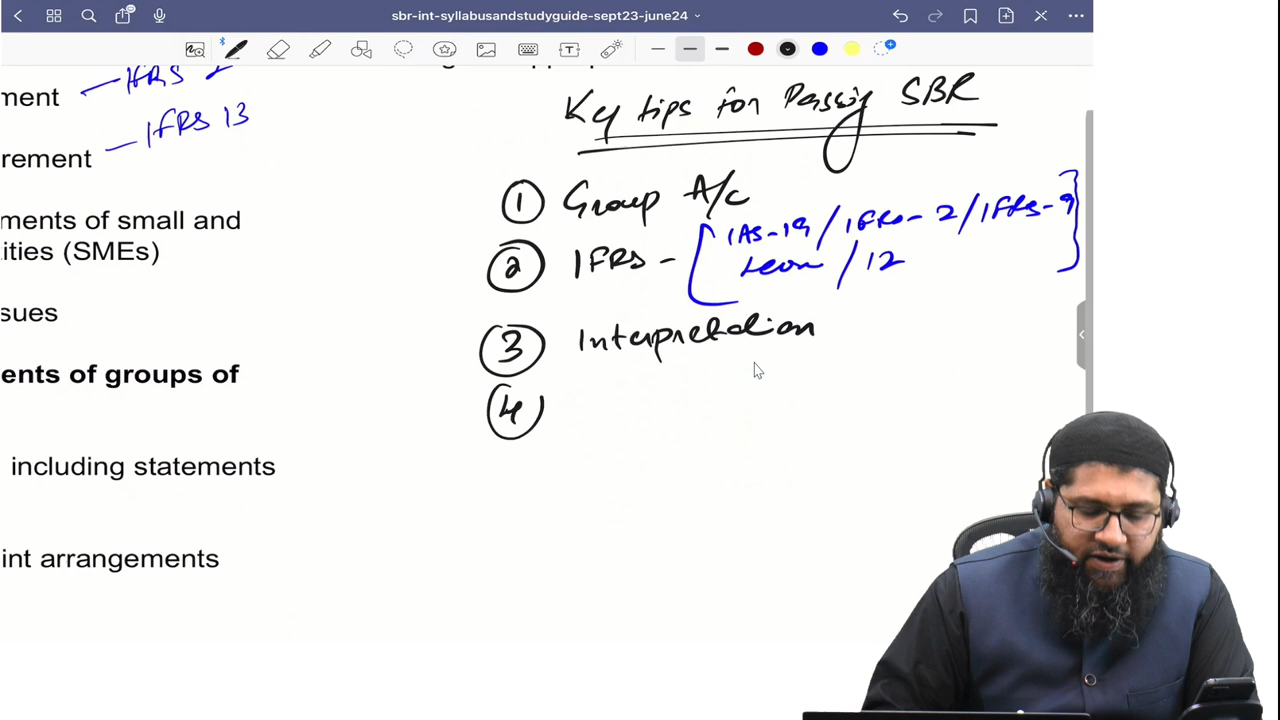 sbr-int-syllabusandstudyguide-sept23-june24
ment
IFRS 13
rement
ments of small and
ities (SMEs)
sues
ents of groups of
including statements
int arrangements
Key tips for Passing SBR
1 Group A/c
2 IFRS - IAS-19 / IFRS-2 / IFRS-9
/ 12
3 Interpretation
4